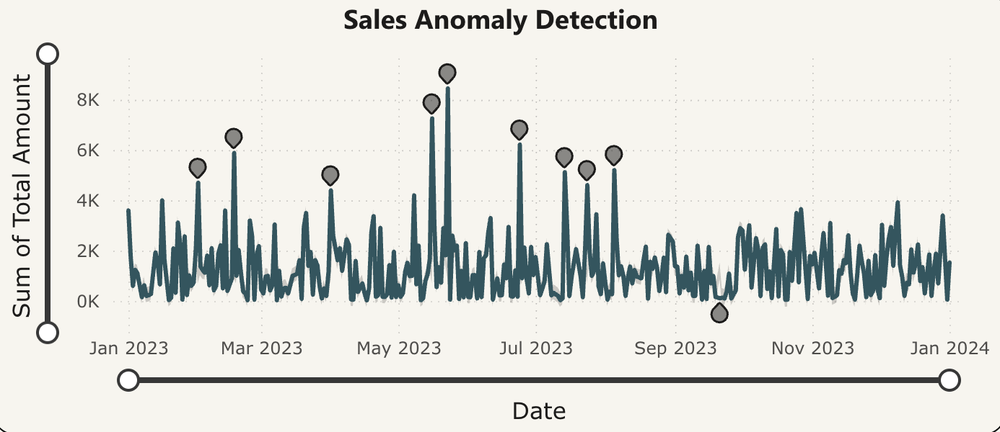 Sales Anomaly Detection
Sum of Total Amount
8K
6K
4K
2K
0K
Jan 2023 Mar 2023 May 2023 Jul 2023 Sep 2023 Nov 2023 Jan 2024
Date